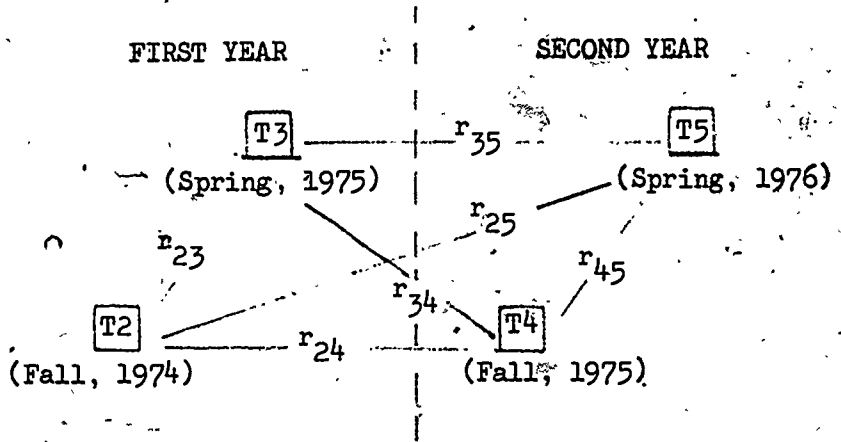 FIRST YEAR SECOND YEAR
T3 r35 T5
(Spring, 1975) (Spring, 1976)
r25
r23 r45
r34
T2 r24 T4
(Fall, 1974) (Fall, 1975)